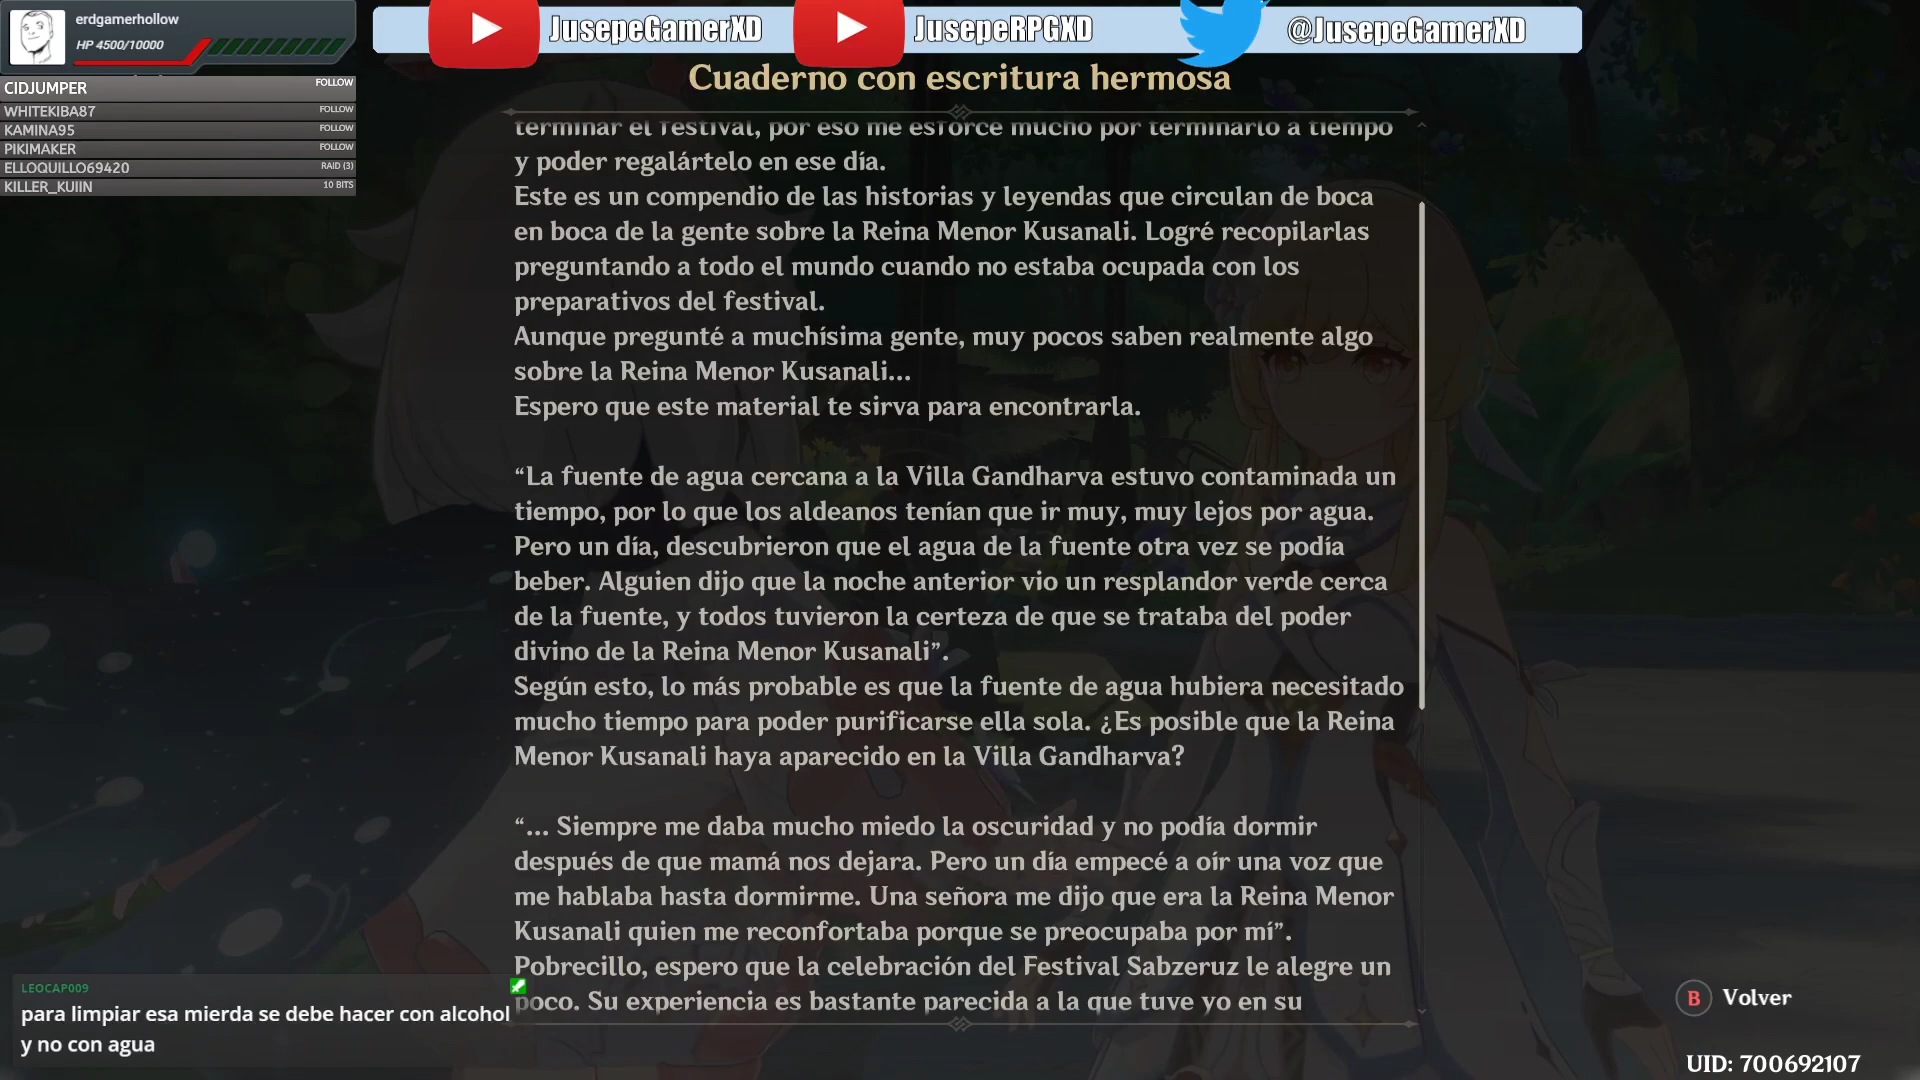 erdgamerhollow
HP 4500/10000
CIDJUMPER FOLLOW
WHITEKIBA87 FOLLOW
KAMINA95 FOLLOW
PIKIMAKER FOLLOW
ELLOQUILLO69420 RAID (3)
KILLER_KUIIN 10 BITS
JusepeGamerXD JusepeRPGXD @JusepeGamerXD
Cuaderno con escritura hermosa
terminar el festival, por eso me esforcé mucho por terminarlo a tiempo
y poder regalártelo en ese día.
Este es un compendio de las historias y leyendas que circulan de boca
en boca de la gente sobre la Reina Menor Kusanali. Logré recopilarlas
preguntando a todo el mundo cuando no estaba ocupada con los
preparativos del festival.
Aunque pregunté a muchísima gente, muy pocos saben realmente algo
sobre la Reina Menor Kusanali...
Espero que este material te sirva para encontrarla.
“La fuente de agua cercana a la Villa Gandharva estuvo contaminada un
tiempo, por lo que los aldeanos tenían que ir muy, muy lejos por agua.
Pero un día, descubrieron que el agua de la fuente otra vez se podía
beber. Alguien dijo que la noche anterior vio un resplandor verde cerca
de la fuente, y todos tuvieron la certeza de que se trataba del poder
divino de la Reina Menor Kusanali”.
Según esto, lo más probable es que la fuente de agua hubiera necesitado
mucho tiempo para poder purificarse ella sola. ¿Es posible que la Reina
Menor Kusanali haya aparecido en la Villa Gandharva?
“... Siempre me daba mucho miedo la oscuridad y no podía dormir
después de que mamá nos dejara. Pero un día empecé a oír una voz que
me hablaba hasta dormirme. Una señora me dijo que era la Reina Menor
Kusanali quien me reconfortaba porque se preocupaba por mí”.
Pobrecillo, espero que la celebración del Festival Sabzeruz le alegre un
poco. Su experiencia es bastante parecida a la que tuve yo en su
LEOCAP009
para limpiar esa mierda se debe hacer con alcohol
y no con agua
B Volver
UID: 700692107